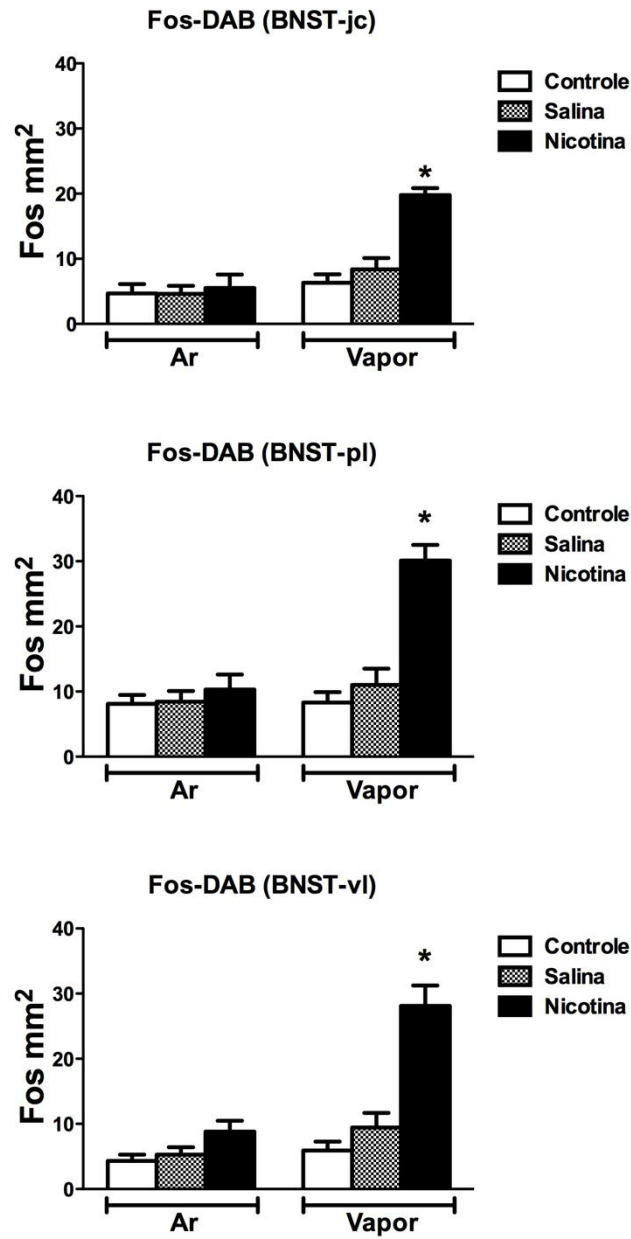 Fos-DAB (BNST-jc)
Fos mm²
40
30
20
10
0
*
Ar
Vapor
Controle
Salina
Nicotina
Fos-DAB (BNST-pl)
Fos mm²
40
30
20
10
0
*
Ar
Vapor
Controle
Salina
Nicotina
Fos-DAB (BNST-vl)
Fos mm²
40
30
20
10
0
*
Ar
Vapor
Controle
Salina
Nicotina